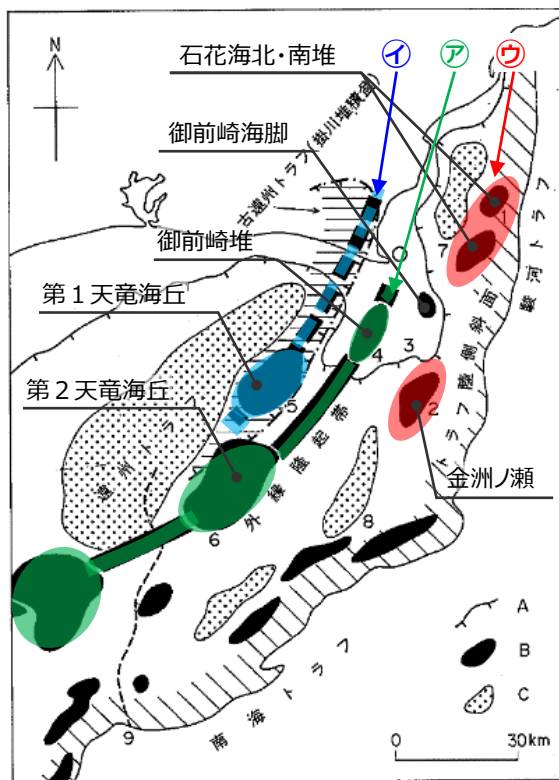 N
石花海北・南堆
イ
ア
ウ
御前崎海脚
古遠州トラフ(掛川堆積盆)
御前崎堆
第1天竜海丘
第2天竜海丘
1
7
駿河トラフ
トラフ陸側斜面
3
4
2
5
遠州トラフ
外縁隆起帯
金洲ノ瀬
6
8
A
B
C
南海トラフ
9
0
30km